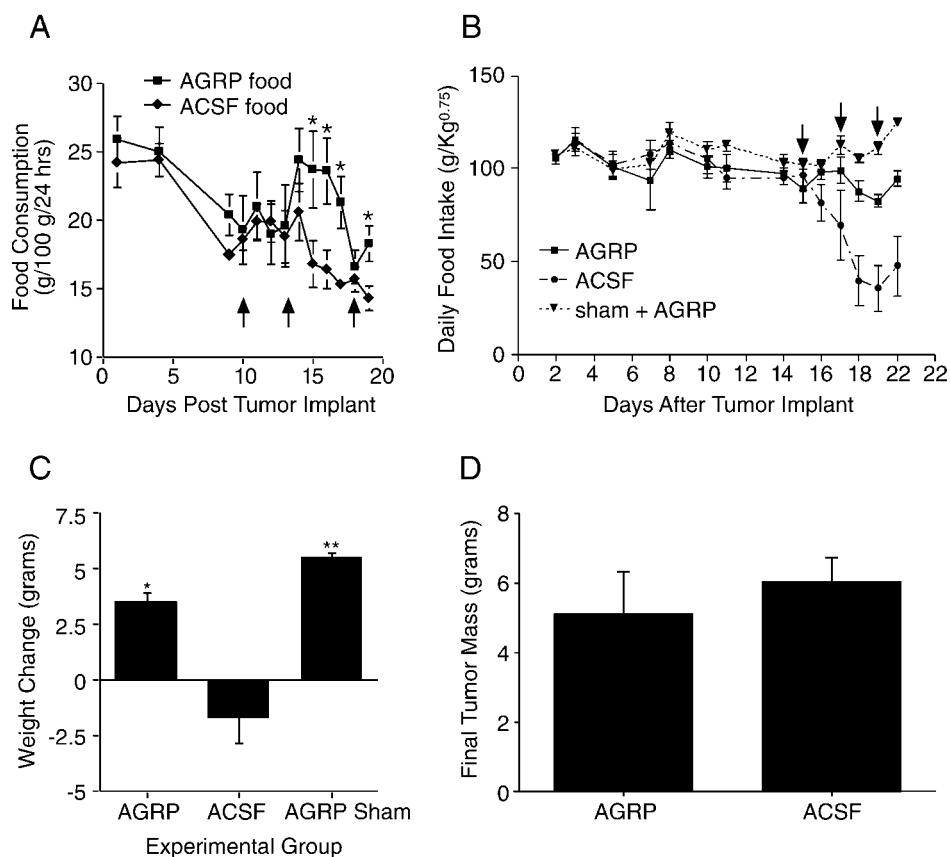 A
AGRP food
ACSF food
Food Consumption
(g/100 g/24 hrs)
30
25
20
15
10
* * * *
0 5 10 15 20
Days Post Tumor Implant
B
Daily Food Intake (g/Kg0.75)
150
100
50
0
AGRP
ACSF
sham + AGRP
0 2 4 6 8 10 12 14 16 18 22 22
Days After Tumor Implant
C
Weight Change (grams)
7.5
5
2.5
0
-2.5
-5
*
**
AGRP ACSF AGRP Sham
Experimental Group
D
Final Tumor Mass (grams)
8
6
4
2
0
AGRP ACSF